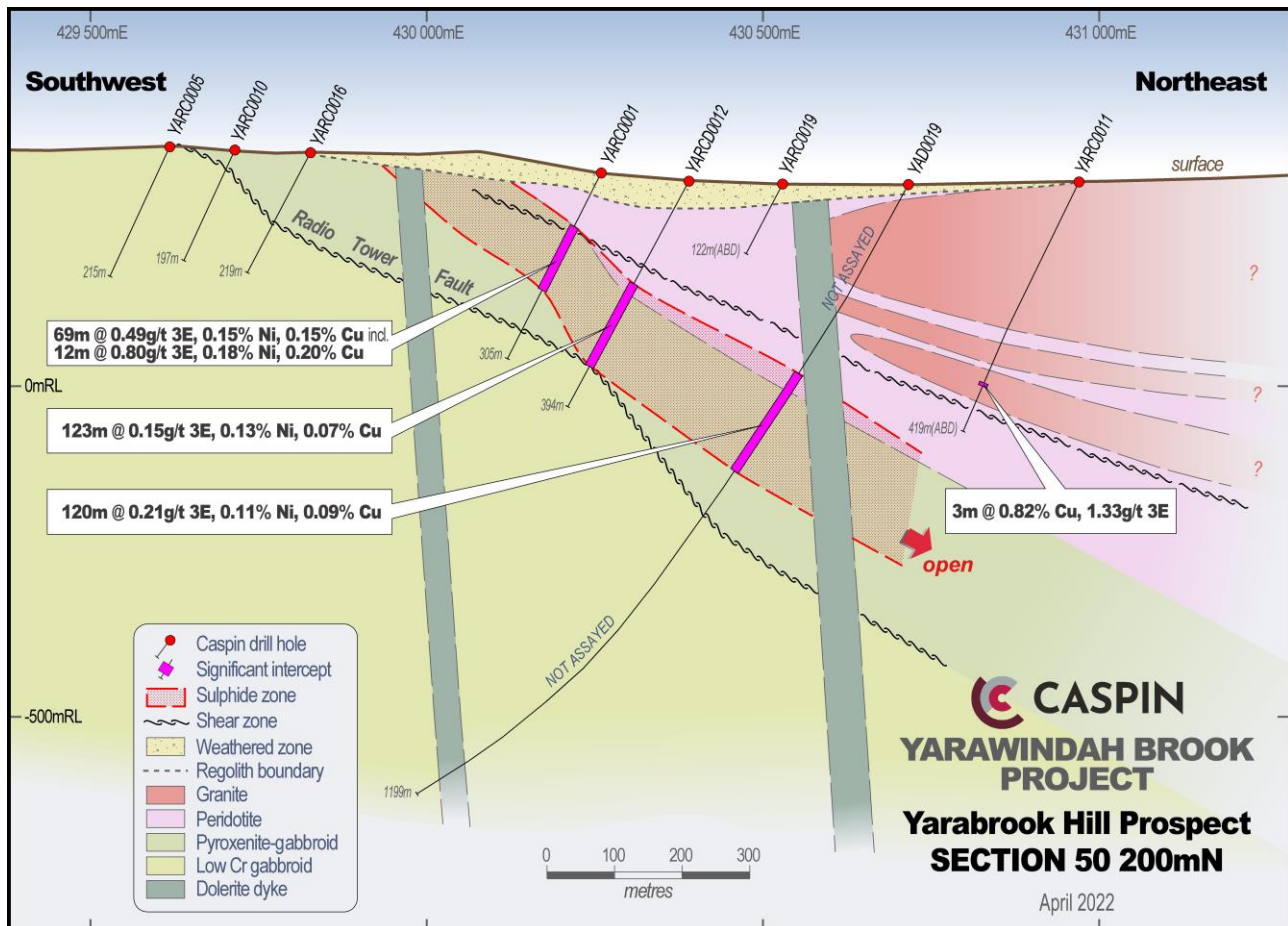 429 500mE
430 000mE
430 500mE
431 000mE
Southwest
Northeast
YARC0005
YARC0010
YARC0016
YARC0001
YARCD0012
YARC0019
YAD0019
YARC0011
surface
Radio Tower Fault
215m
197m
219m
305m
394m
122m(ABD)
NOT ASSAYED
419m(ABD)
?
?
?
69m @ 0.49g/t 3E, 0.15% Ni, 0.15% Cu incl.
12m @ 0.80g/t 3E, 0.18% Ni, 0.20% Cu
0mRL
123m @ 0.15g/t 3E, 0.13% Ni, 0.07% Cu
120m @ 0.21g/t 3E, 0.11% Ni, 0.09% Cu
3m @ 0.82% Cu, 1.33g/t 3E
open
NOT ASSAYED
1199m
-500mRL
Caspin drill hole
Significant intercept
Sulphide zone
Shear zone
Weathered zone
Regolith boundary
Granite
Peridotite
Pyroxenite-gabbroid
Low Cr gabbroid
Dolerite dyke
0 100 200 300
metres
CASPIN
YARAWINDAH BROOK
PROJECT
Yarabrook Hill Prospect
SECTION 50 200mN
April 2022